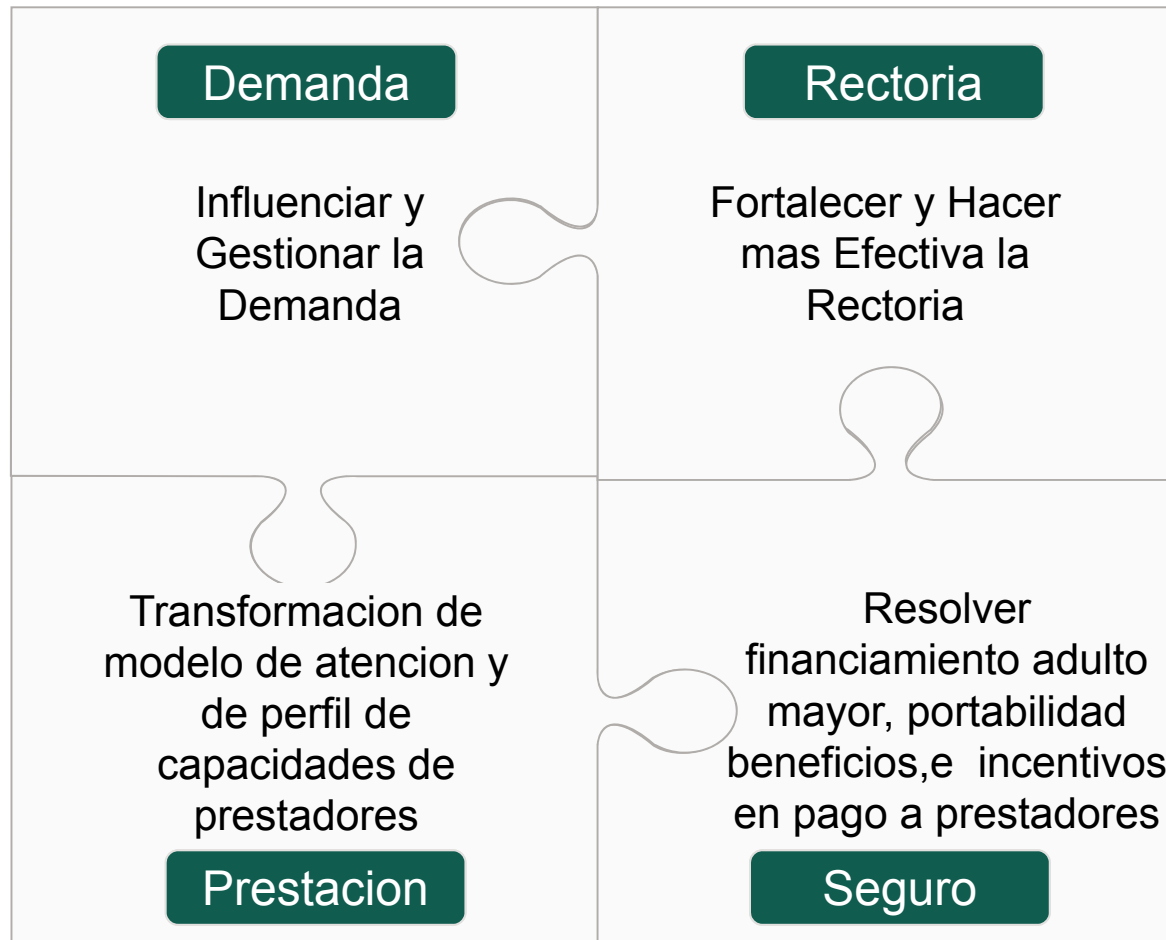 Demanda
Influenciar y
Gestionar la
Demanda
Rectoria
Fortalecer y Hacer
mas Efectiva la
Rectoria
Transformacion de
modelo de atencion y
de perfil de
capacidades de
prestadores
Prestacion
Resolver
financiamiento adulto
mayor, portabilidad
beneficios,e incentivos
en pago a prestadores
Seguro